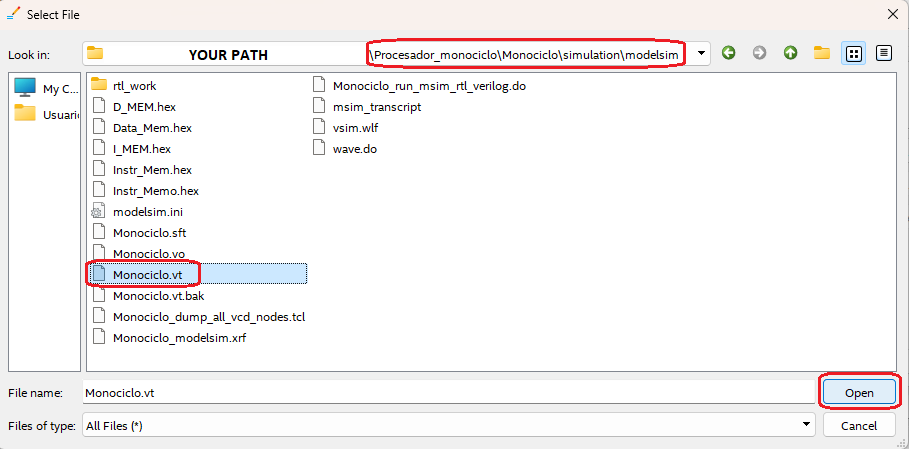 Select File
Look in:
YOUR PATH
\Procesador_monociclo\Monociclo\simulation\modelsim
My C...
Usuari
rtl_work
D_MEM.hex
Data_Mem.hex
I_MEM.hex
Instr_Mem.hex
Instr_Memo.hex
modelsim.ini
Monociclo.sft
Monociclo.vo
Monociclo.vt
Monociclo.vt.bak
Monociclo_dump_all_vcd_nodes.tcl
Monociclo_modelsim.xrf
Monociclo_run_msim_rtl_verilog.do
msim_transcript
vsim.wlf
wave.do
File name:
Monociclo.vt
Open
Files of type:
All Files (*)
Cancel